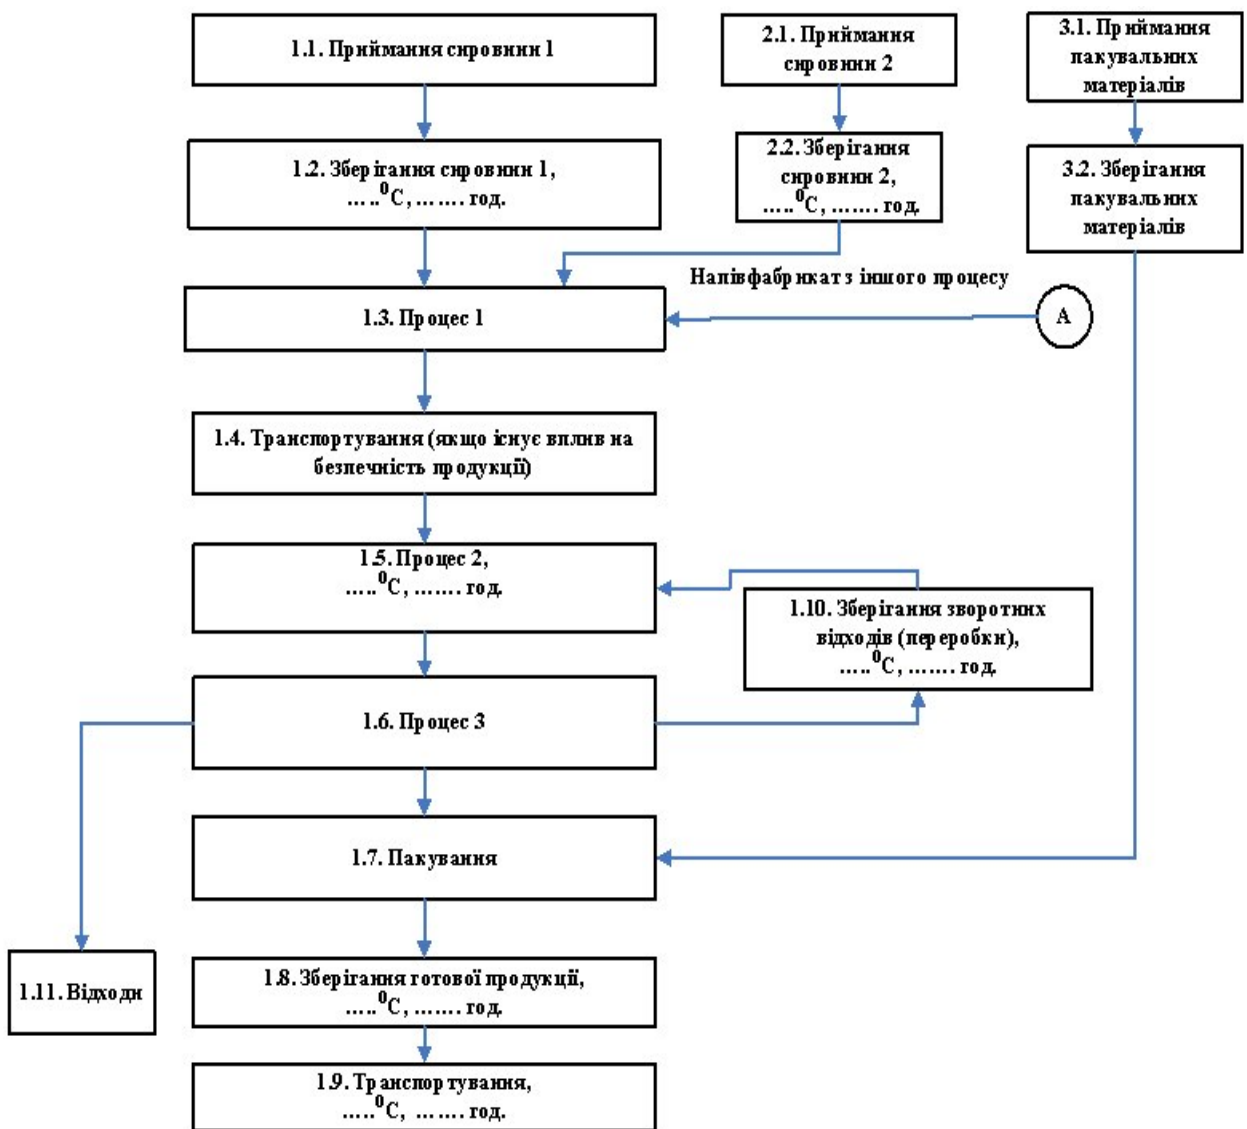 1.1. Приймання сировини 1
2.1. Приймання
сировини 2
3.1. Приймання
пакувальних
матеріалів
1.2. Зберігання сировини 1,
.....⁰С, ....... год.
2.2. Зберігання
сировини 2,
.....⁰С, ....... год.
3.2. Зберігання
пакувальних
матеріалів
Напівфабрикат з іншого процесу
1.3. Процес 1
А
1.4. Транспортування (якщо існує вплив на
безпечність продукції)
1.5. Процес 2,
.....⁰С, ....... год.
1.10. Зберігання зворотних
відходів (переробки),
.....⁰С, ....... год.
1.6. Процес 3
1.7. Пакування
1.11. Відходи
1.8. Зберігання готової продукції,
.....⁰С, ....... год.
1.9. Транспортування,
.....⁰С, ....... год.